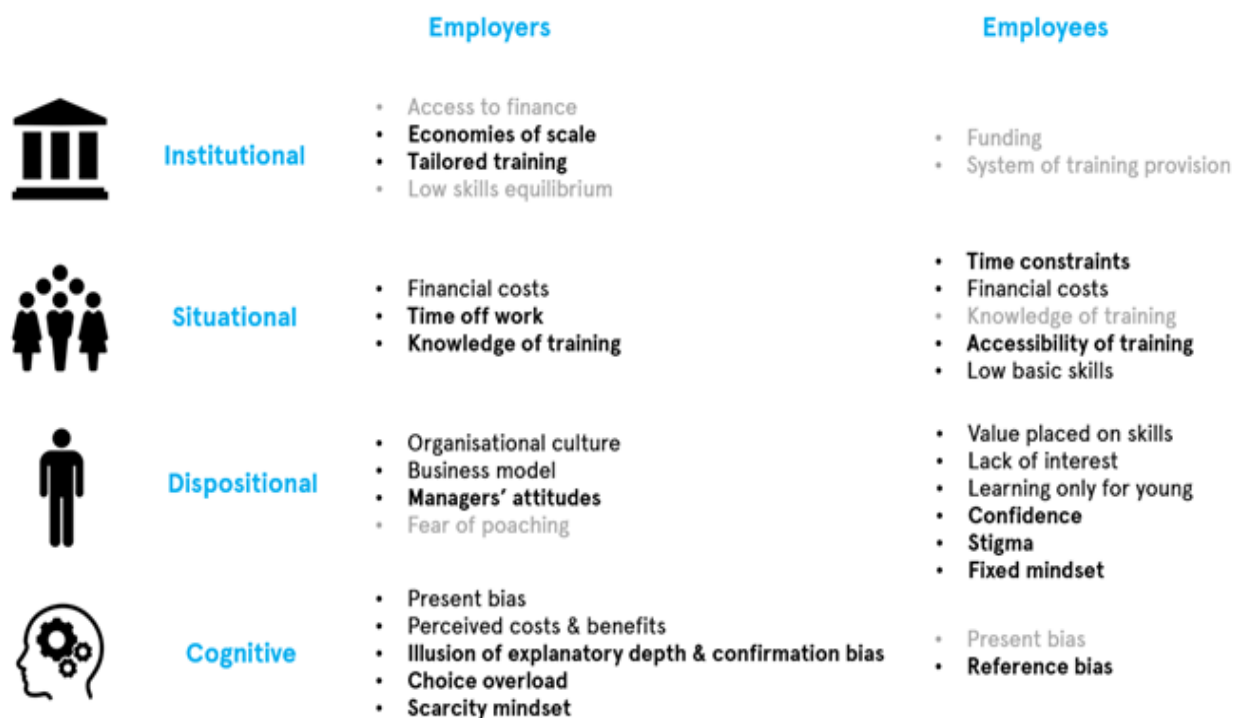 Employers
Employees
Institutional
• Access to finance
• Economies of scale
• Tailored training
• Low skills equilibrium
• Funding
• System of training provision
Situational
• Financial costs
• Time off work
• Knowledge of training
• Time constraints
• Financial costs
• Knowledge of training
• Accessibility of training
• Low basic skills
Dispositional
• Organisational culture
• Business model
• Managers’ attitudes
• Fear of poaching
• Value placed on skills
• Lack of interest
• Learning only for young
• Confidence
• Stigma
• Fixed mindset
Cognitive
• Present bias
• Perceived costs & benefits
• Illusion of explanatory depth & confirmation bias
• Choice overload
• Scarcity mindset
• Present bias
• Reference bias